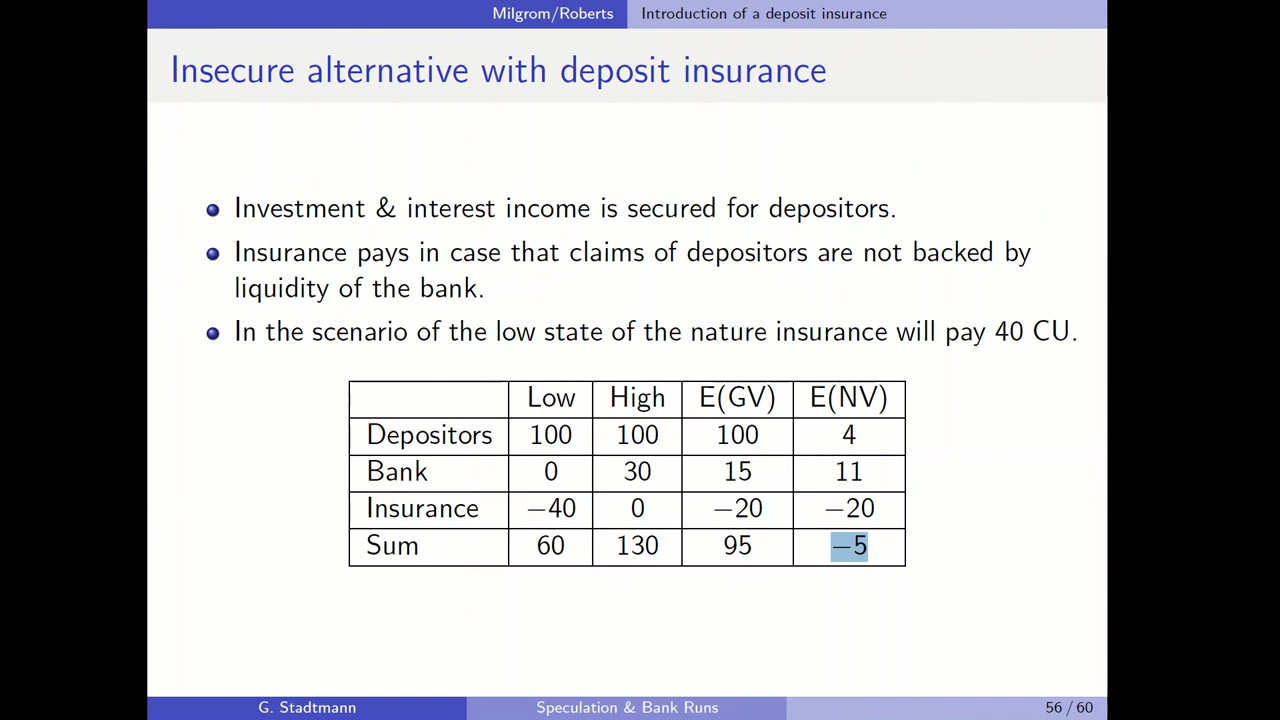 Milgrom/Roberts Introduction of a deposit insurance
Insecure alternative with deposit insurance
Investment & interest income is secured for depositors.
Insurance pays in case that claims of depositors are not backed by
liquidity of the bank.
In the scenario of the low state of the nature insurance will pay 40 CU.
Low High E(GV) E(NV)
Depositors 100 100 100 4
Bank 0 30 15 11
Insurance −40 0 −20 −20
Sum 60 130 95 −5
G. Stadtmann Speculation & Bank Runs 56 / 60